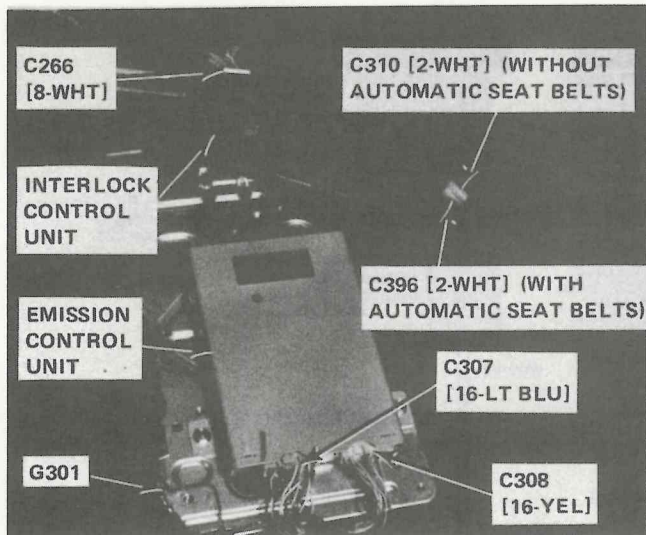 C266
[8-WHT]
INTERLOCK
CONTROL
UNIT
EMISSION
CONTROL
UNIT
G301
C310 [2-WHT] (WITHOUT
AUTOMATIC SEAT BELTS)
C396 [2-WHT] (WITH
AUTOMATIC SEAT BELTS)
C307
[16-LT BLU]
C308
[16-YEL]